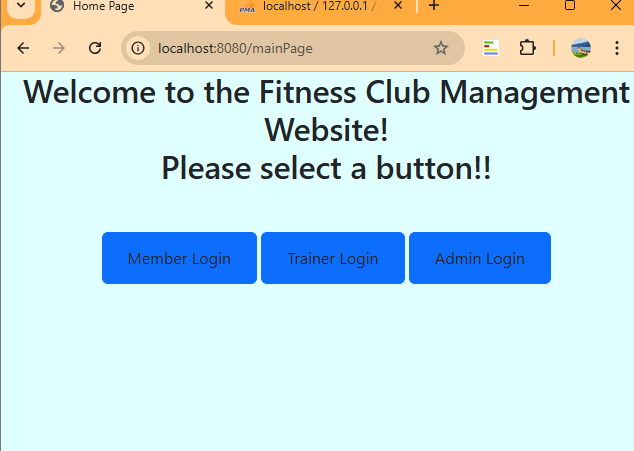 Home Page
localhost / 127.0.0.1 /
localhost:8080/mainPage
Welcome to the Fitness Club Management
Website!
Please select a button!!
Member Login
Trainer Login
Admin Login